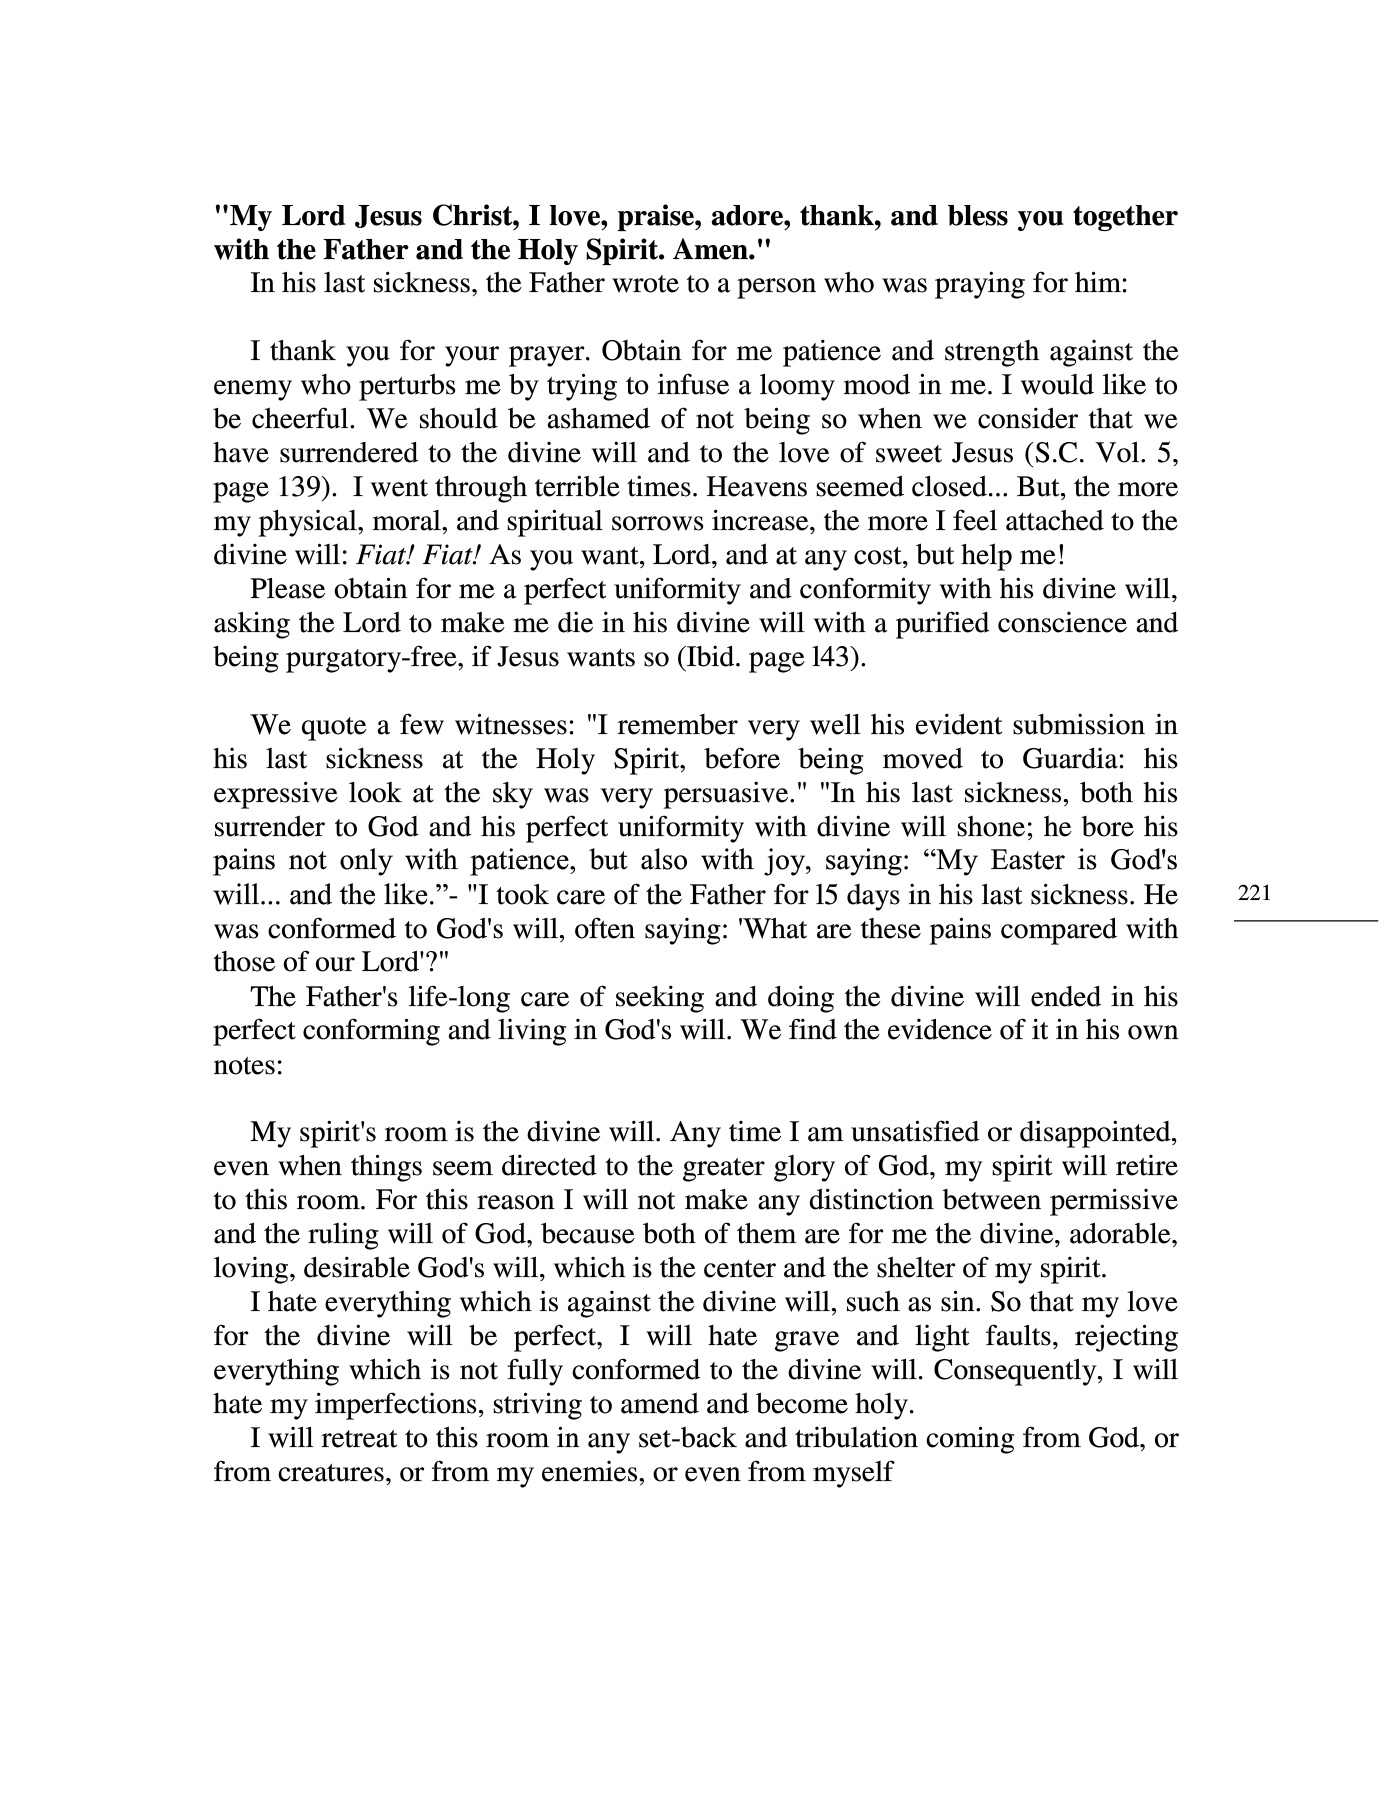 "My Lord Jesus Christ, I love, praise, adore, thank, and bless you together
with the Father and the Holy Spirit. Amen."
In his last sickness, the Father wrote to a person who was praying for him:
I thank you for your prayer. Obtain for me patience and strength against the
enemy who perturbs me by trying to infuse a loomy mood in me. I would like to
be cheerful. We should be ashamed of not being so when we consider that we
have surrendered to the divine will and to the love of sweet Jesus (S.C. Vol. 5,
page 139).  I went through terrible times. Heavens seemed closed... But, the more
my physical, moral, and spiritual sorrows increase, the more I feel attached to the
divine will: Fiat! Fiat! As you want, Lord, and at any cost, but help me!
Please obtain for me a perfect uniformity and conformity with his divine will,
asking the Lord to make me die in his divine will with a purified conscience and
being purgatory-free, if Jesus wants so (Ibid. page l43).
We quote a few witnesses: "I remember very well his evident submission in
his last sickness at the Holy Spirit, before being moved to Guardia: his
expressive look at the sky was very persuasive." "In his last sickness, both his
surrender to God and his perfect uniformity with divine will shone; he bore his
pains not only with patience, but also with joy, saying: “My Easter is God's
will... and the like.”- "I took care of the Father for l5 days in his last sickness. He
was conformed to God's will, often saying: 'What are these pains compared with
those of our Lord'?"
The Father's life-long care of seeking and doing the divine will ended in his
perfect conforming and living in God's will. We find the evidence of it in his own
notes:
My spirit's room is the divine will. Any time I am unsatisfied or disappointed,
even when things seem directed to the greater glory of God, my spirit will retire
to this room. For this reason I will not make any distinction between permissive
and the ruling will of God, because both of them are for me the divine, adorable,
loving, desirable God's will, which is the center and the shelter of my spirit.
I hate everything which is against the divine will, such as sin. So that my love
for the divine will be perfect, I will hate grave and light faults, rejecting
everything which is not fully conformed to the divine will. Consequently, I will
hate my imperfections, striving to amend and become holy.
I will retreat to this room in any set-back and tribulation coming from God, or
from creatures, or from my enemies, or even from myself
221